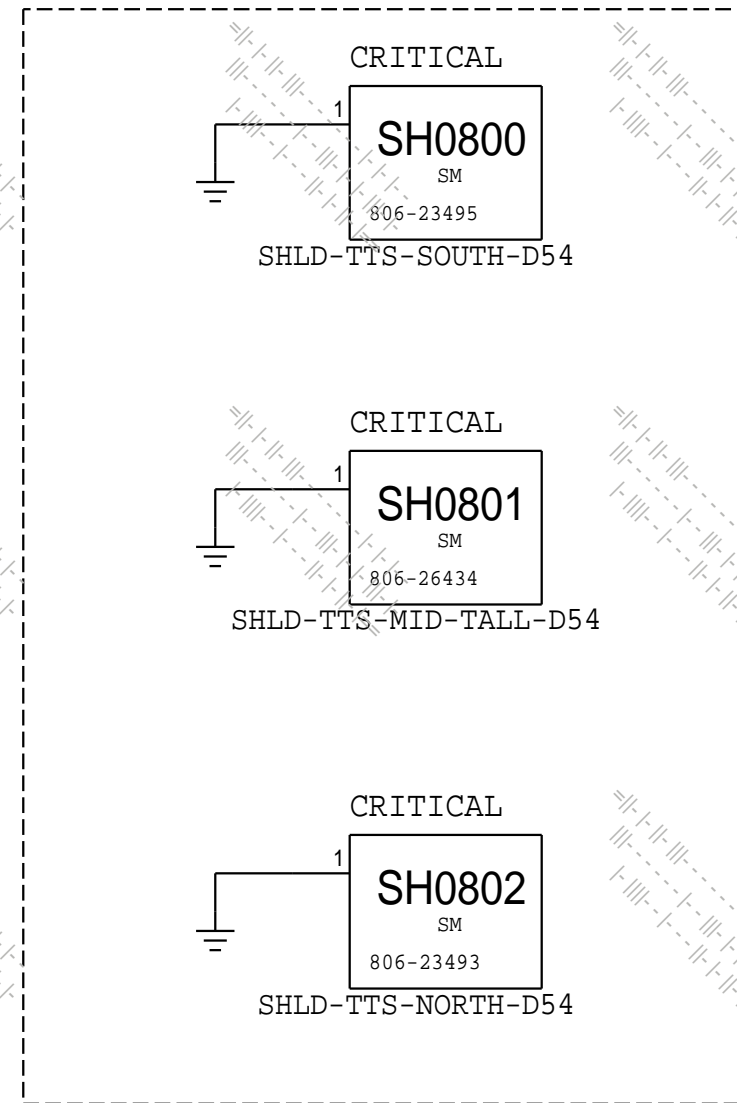 CRITICAL
1
SH0800
SM
806-23495
SHLD-TTS-SOUTH-D54
CRITICAL
1
SH0801
SM
806-26434
SHLD-TTS-MID-TALL-D54
CRITICAL
1
SH0802
SM
806-23493
SHLD-TTS-NORTH-D54